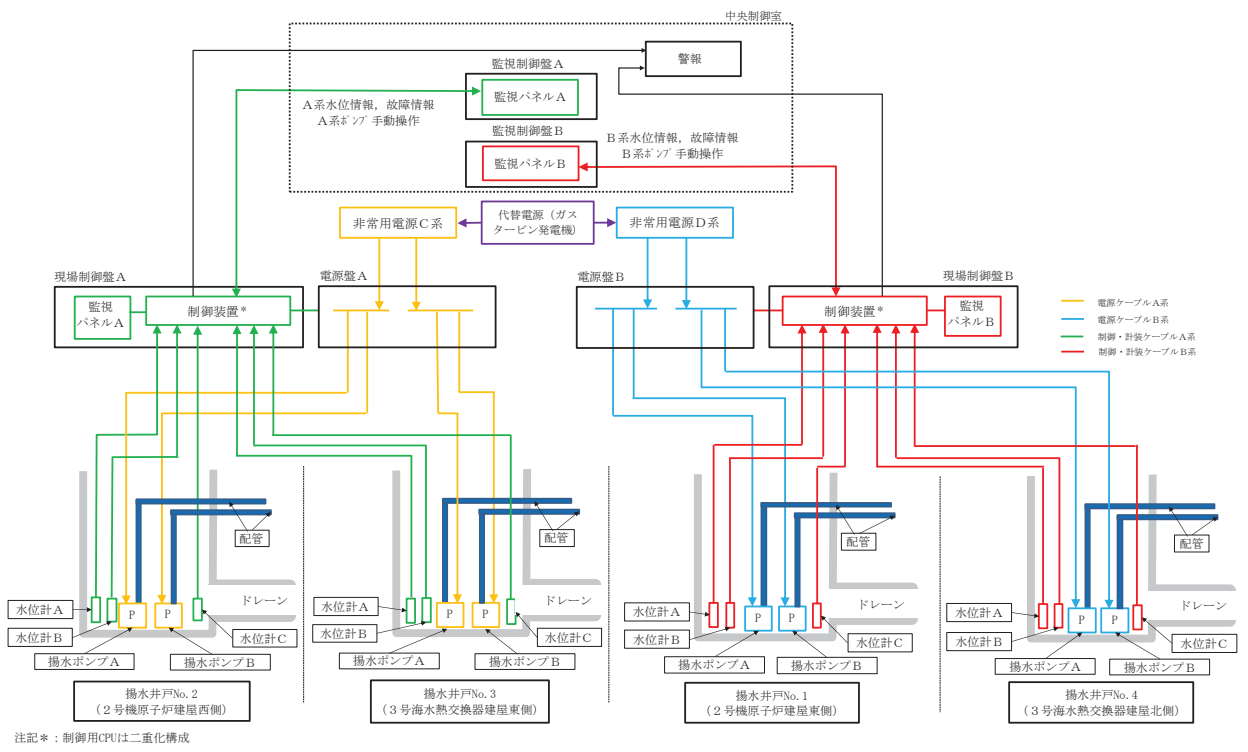 中央制御室
警報
監視制御盤A
監視パネルA
A系水位情報，故障情報
A系ﾎﾟﾝﾌﾟ手動操作
監視制御盤B
監視パネルB
B系水位情報，故障情報
B系ﾎﾟﾝﾌﾟ手動操作
非常用電源C系
代替電源（ガス
タービン発電機）
非常用電源D系
現場制御盤A
監視
パネルA
制御装置*
電源盤A
電源盤B
現場制御盤B
制御装置*
監視
パネルB
電源ケーブルA系
電源ケーブルB系
制御・計装ケーブルA系
制御・計装ケーブルB系
配管
ドレーン
水位計A
水位計B
P
P
水位計C
揚水ポンプA
揚水ポンプB
揚水井戸No.2
（２号機原子炉建屋西側）
配管
ドレーン
水位計A
水位計B
P
P
水位計C
揚水ポンプA
揚水ポンプB
揚水井戸No.3
（３号海水熱交換器建屋東側）
配管
ドレーン
水位計A
水位計B
P
P
水位計C
揚水ポンプA
揚水ポンプB
揚水井戸No.1
（２号機原子炉建屋東側）
配管
ドレーン
水位計A
水位計B
P
P
水位計C
揚水ポンプA
揚水ポンプB
揚水井戸No.4
（３号海水熱交換器建屋北側）
注記＊：制御用CPUは二重化構成